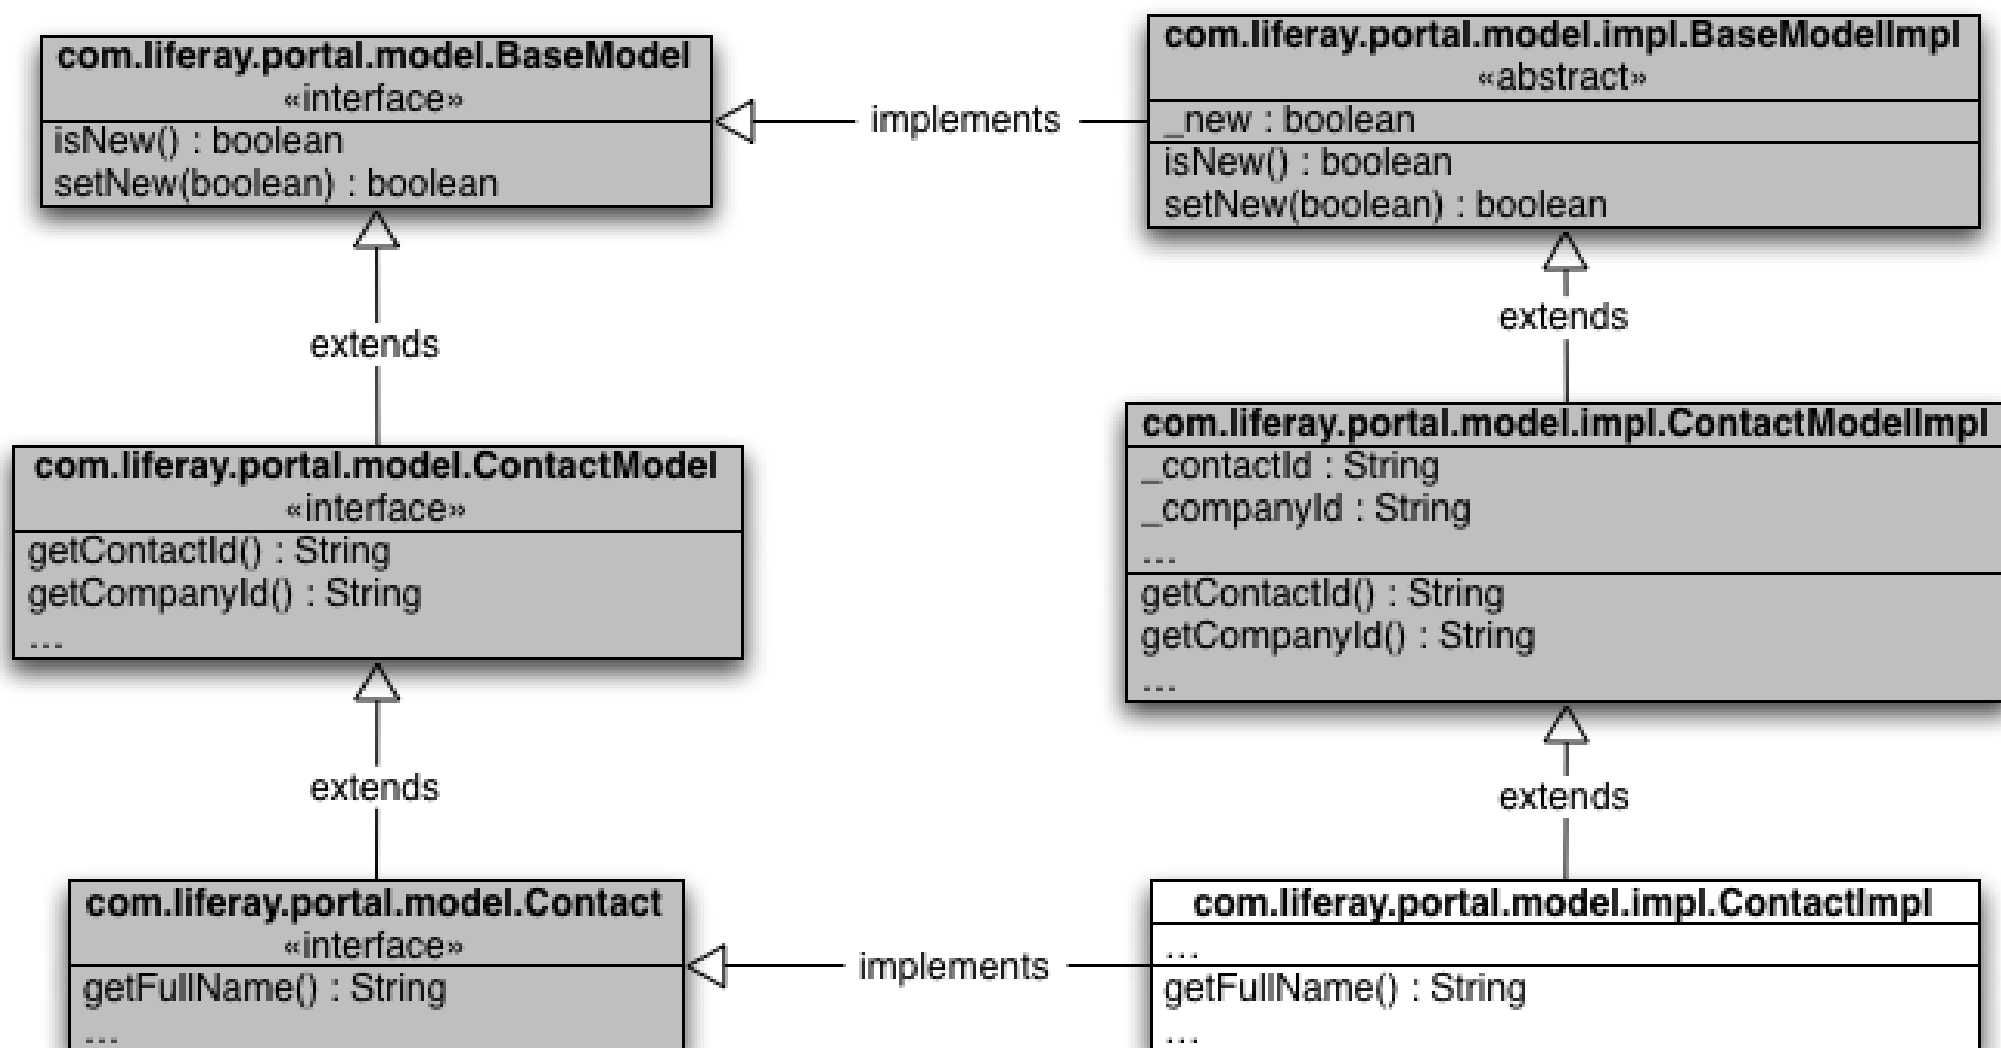 com.liferay.portal.model.BaseModel
«interface»
isNew() : boolean
setNew(boolean) : boolean
implements
com.liferay.portal.model.impl.BaseModelImpl
«abstract»
_new : boolean
isNew() : boolean
setNew(boolean) : boolean
extends
extends
com.liferay.portal.model.ContactModel
«interface»
getContactId() : String
getCompanyId() : String
...
com.liferay.portal.model.impl.ContactModelImpl
_contactId : String
_companyId : String
...
getContactId() : String
getCompanyId() : String
...
extends
extends
com.liferay.portal.model.Contact
«interface»
getFullName() : String
...
implements
com.liferay.portal.model.impl.ContactImpl
...
getFullName() : String
...